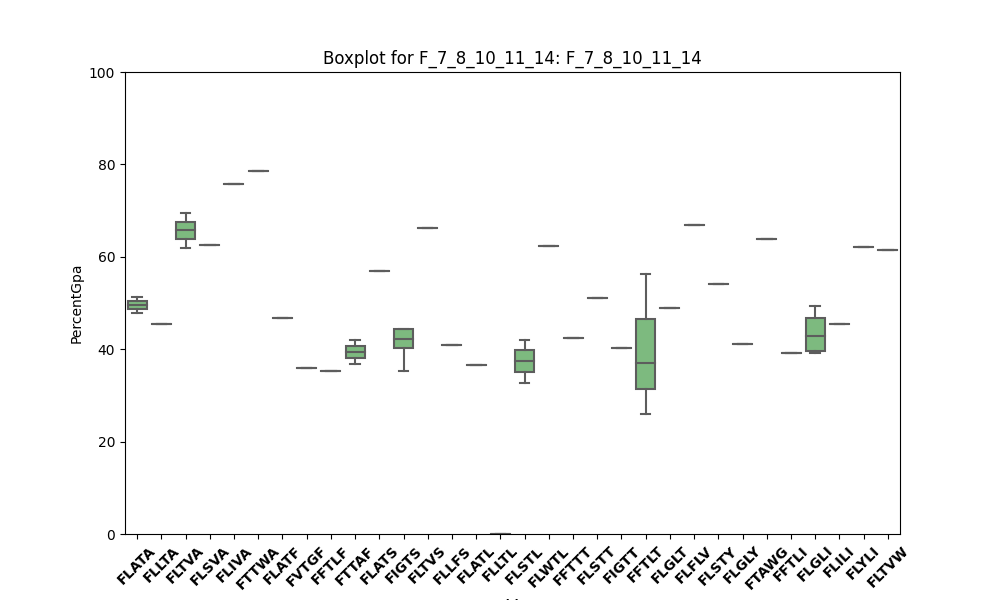 Boxplot for F_7_8_10_11_14: F_7_8_10_11_14
PercentGpa
100
80
60
40
20
0
FLATA
FLLTA
FLTVA
FLSVA
FLIVA
FTTWA
FLATF
FVTGF
FFTLF
FTTAF
FLATS
FIGTS
FLTVS
FLLFS
FLATL
FLLTL
FLSTL
FLWTL
FFTTT
FLSTT
FIGTT
FFTLT
FLGLT
FLFLV
FLSTY
FLGLY
FTAWG
FFTLI
FLGLI
FLILI
FLYLI
FLTVW